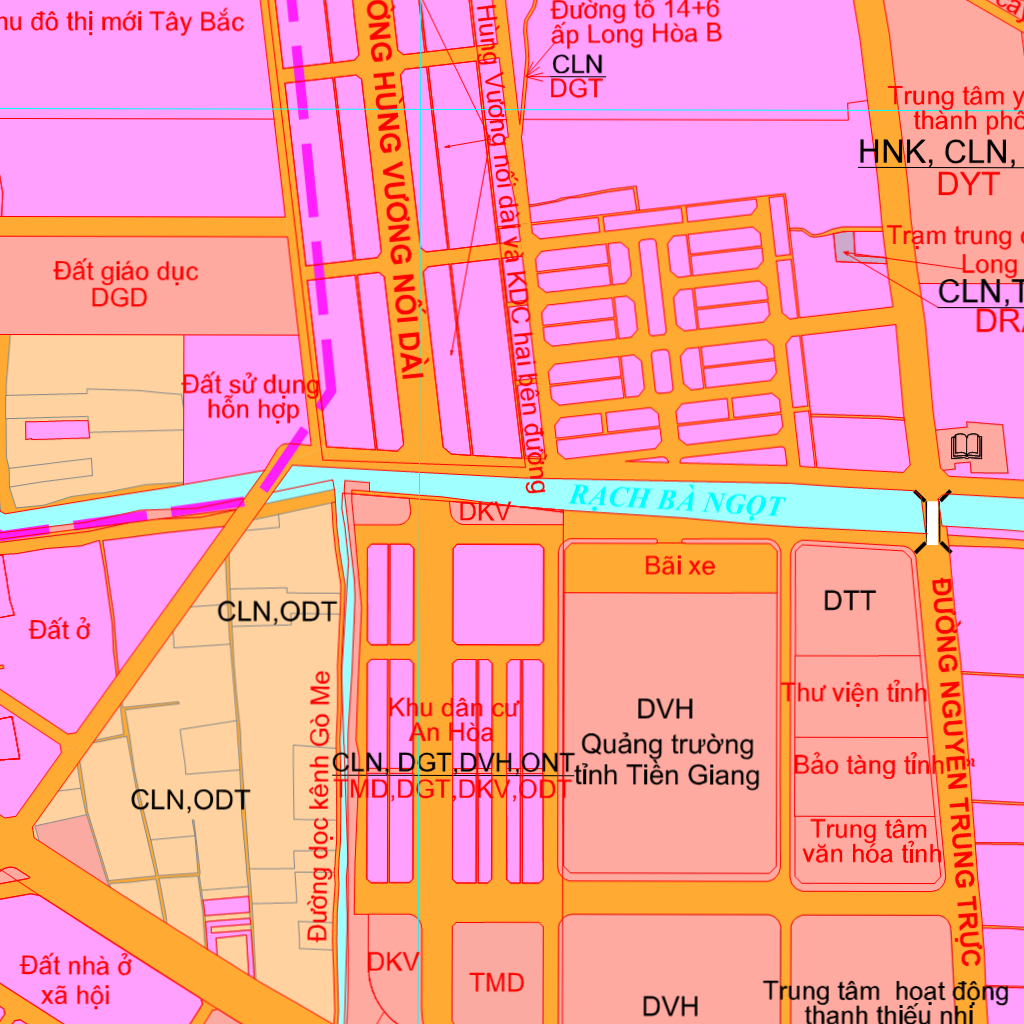 hu đô thị mới Tây Bắc
ỜNG HÙNG VƯƠNG NỐI DÀI
Hùng Vương nối dài và KDC hai bên đường
Đường tổ 14+6
ấp Long Hòa B
CLN
DGT
Trung tâm y
thành phố
HNK, CLN,
DYT
Trạm trung
Long
CLN,T
DRA
Đất giáo dục
DGD
Đất sử dụng
hỗn hợp
RẠCH BÀ NGỌT
DKV
Bãi xe
DTT
CLN,ODT
Đất ở
ĐƯỜNG NGUYỄN TRUNG TRỰC
Thư viện tỉnh
DVH
Quảng trường
tỉnh Tiền Giang
Khu dân cư
An Hòa
CLN, DGT,DVH,ONT
TMD,DGT,DKV,ODT
Bảo tàng tỉnh
CLN,ODT
Đường dọc kênh Gò Me
Trung tâm
văn hóa tỉnh
Đất nhà ở
xã hội
DKV
TMD
DVH
Trung tâm hoạt động
thanh thiếu nhi